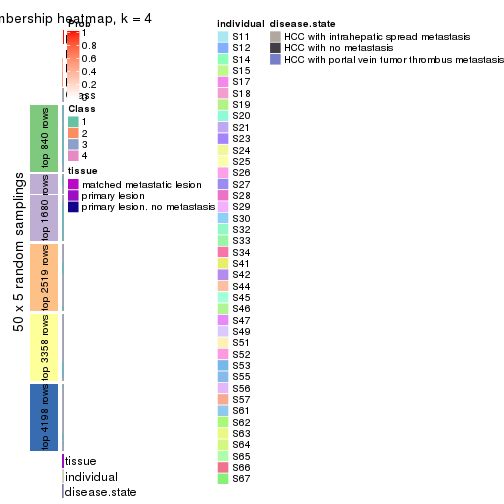 nbership heatmap, k = 4
Prob
1
0.8
0.6
0.4
0.2
0
Class
1
2
3
4
tissue
matched metastatic lesion
primary lesion
primary lesion, no metastasis
individual
S11
S12
S14
S15
S17
S18
S19
S20
S21
S23
S24
S25
S26
S27
S28
S29
S30
S32
S33
S34
S41
S42
S44
S45
S46
S47
S49
S51
S52
S53
S55
S56
S57
S61
S62
S63
S64
S65
S66
S67
disease.state
HCC with intrahepatic spread metastasis
HCC with no metastasis
HCC with portal vein tumor thrombus metastasis
50 x 5 random samplings
top 840 rows
top 1680 rows
top 2519 rows
top 3358 rows
top 4198 rows
tissue
individual
disease.state